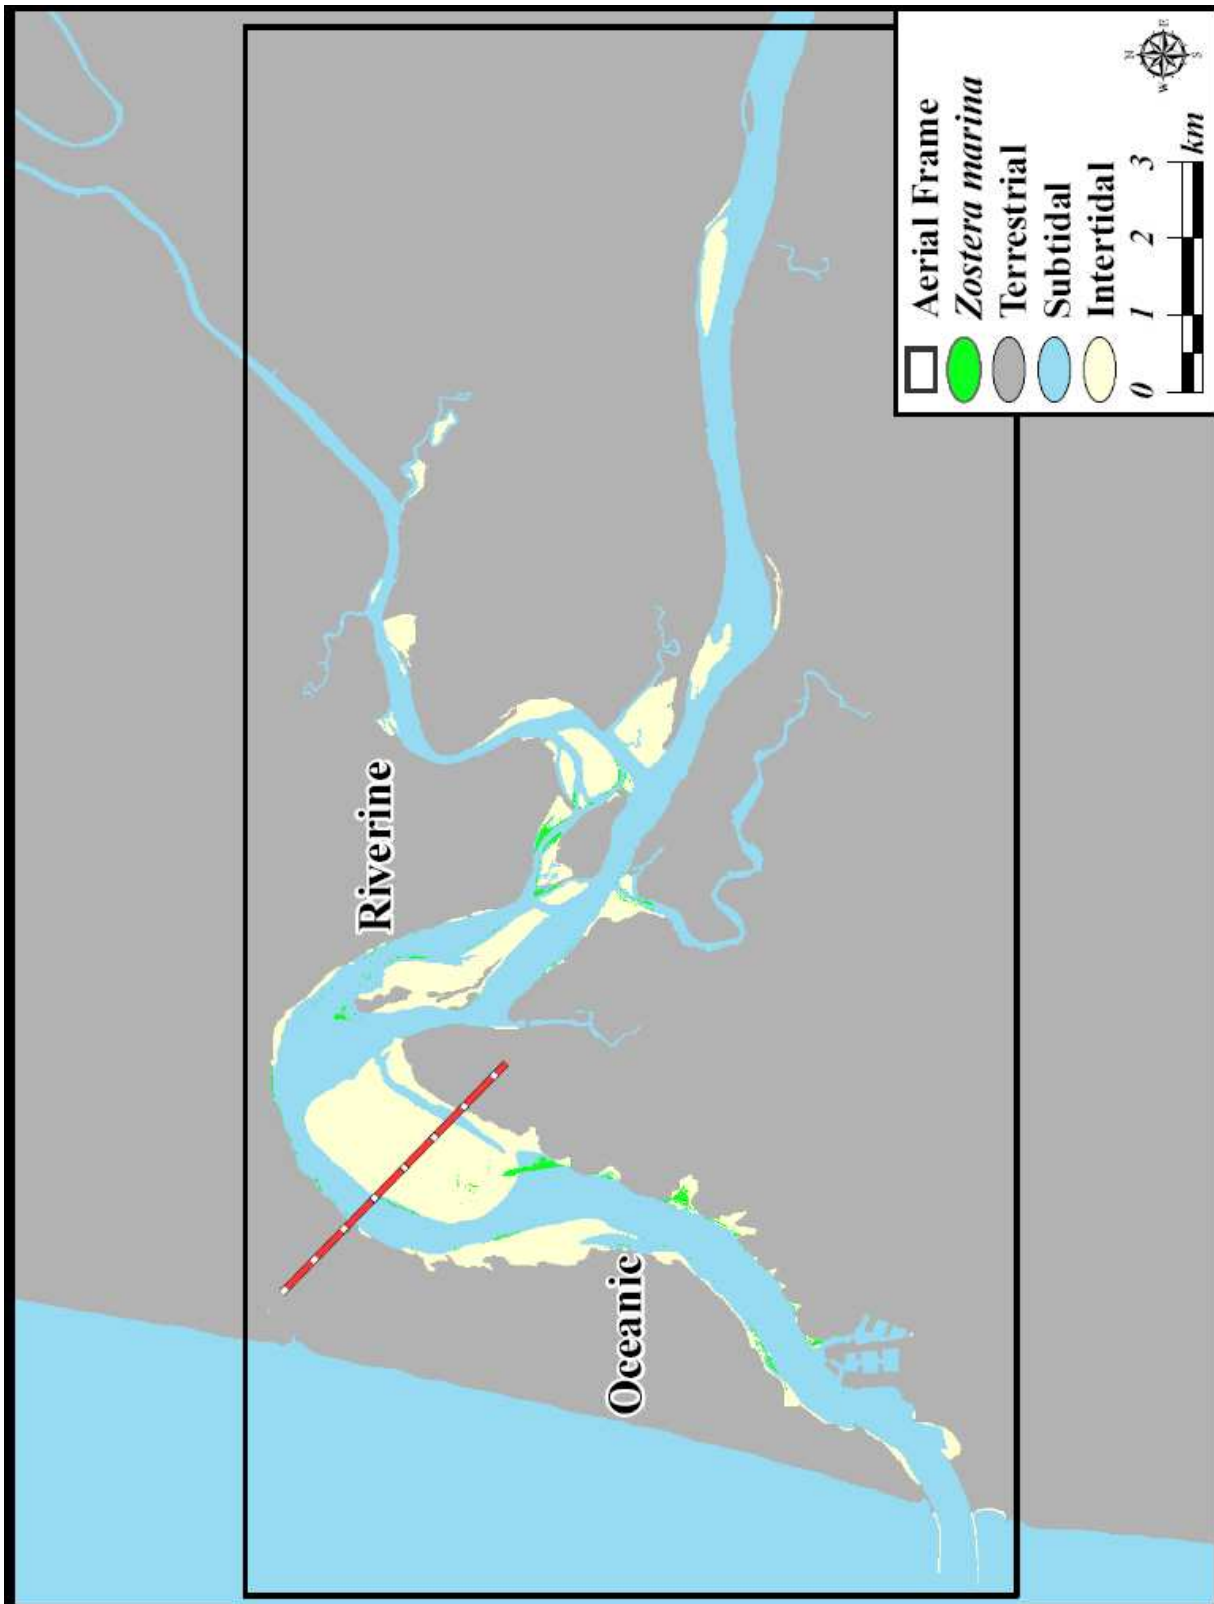 Riverine
Oceanic
Aerial Frame
Zostera marina
Terrestrial
Subtidal
Intertidal
0 1 2 3
km
N
E
S
W